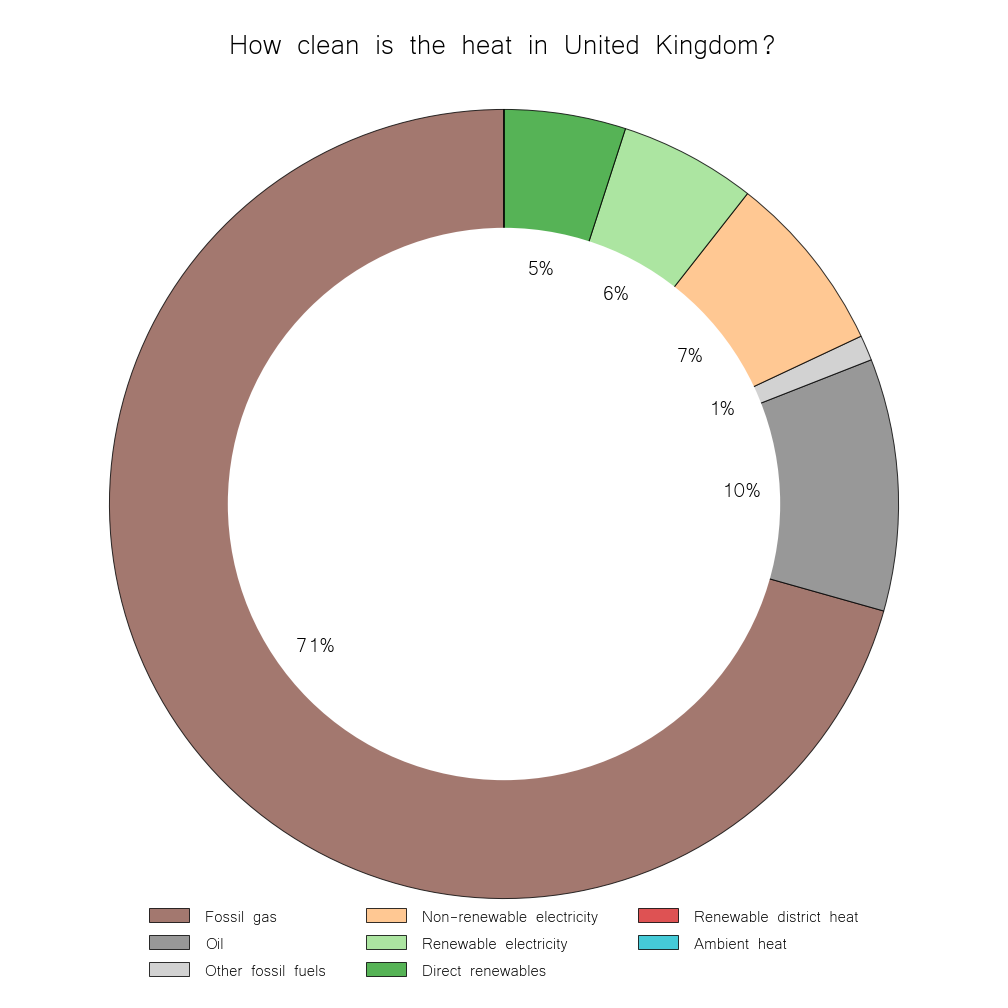 How clean is the heat in United Kingdom?
5%
6%
7%
1%
10%
71%
Fossil gas
Oil
Other fossil fuels
Non-renewable electricity
Renewable electricity
Direct renewables
Renewable district heat
Ambient heat